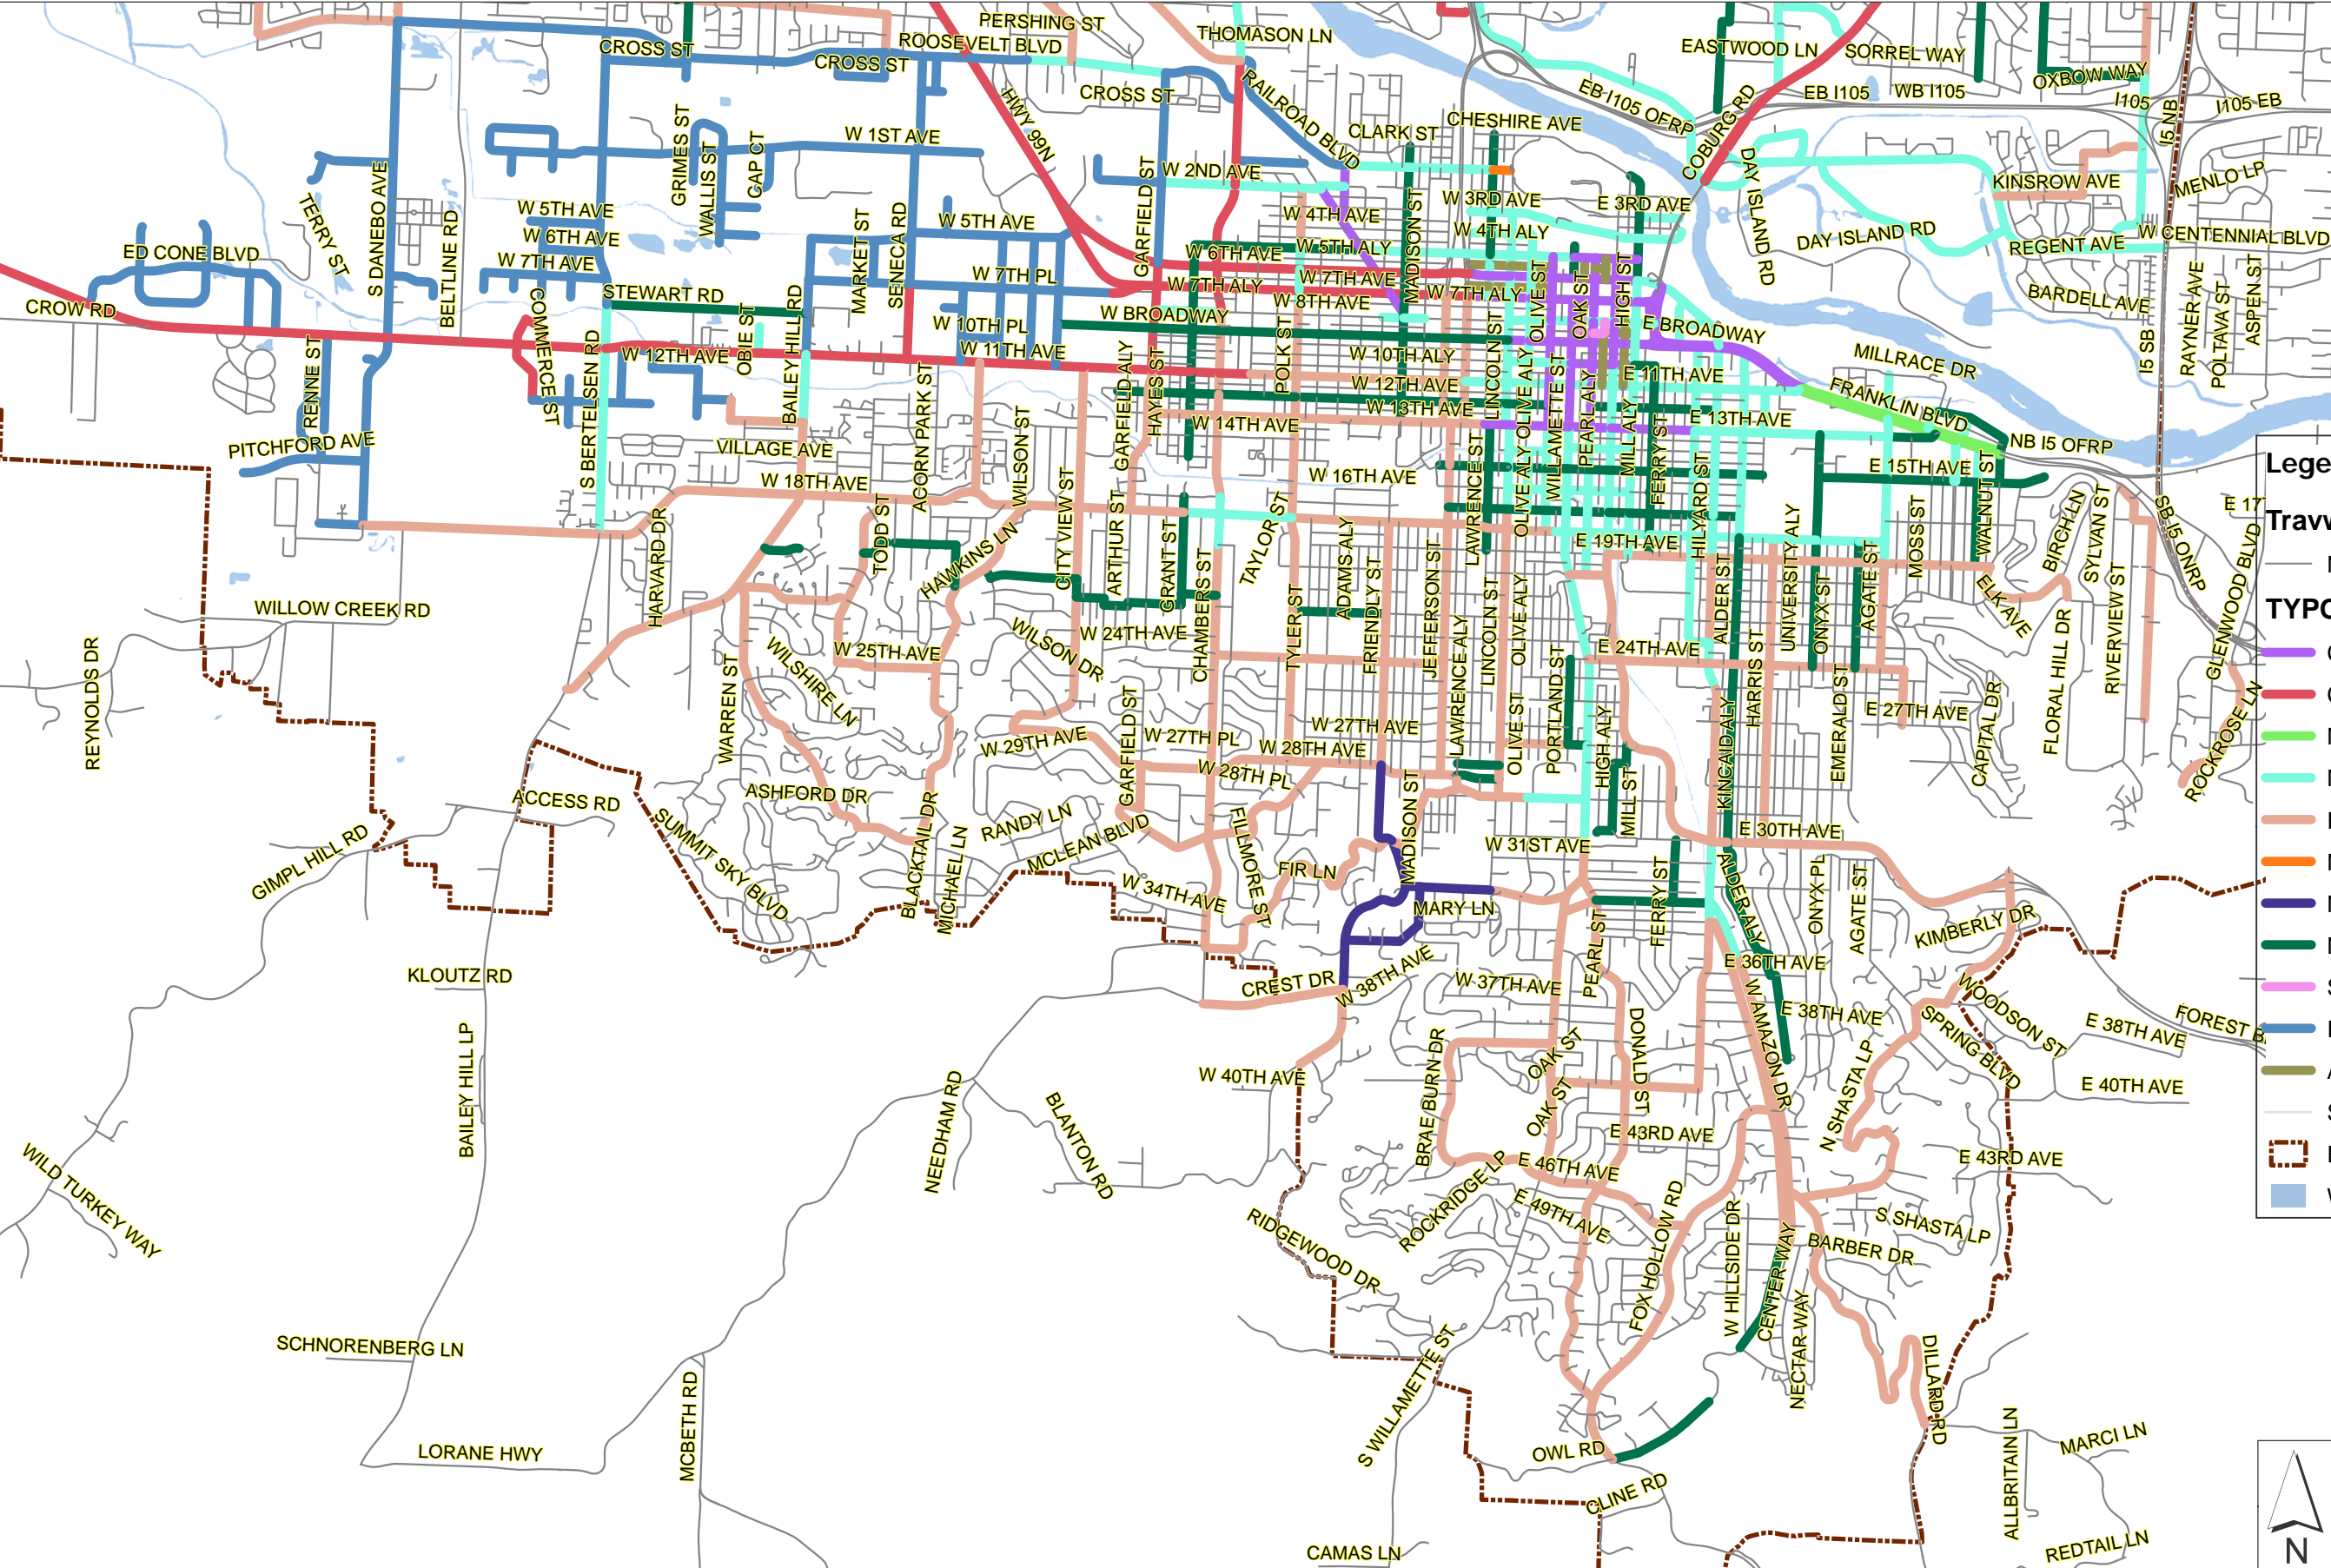 PERSHING ST
THOMASON LN
CROSS ST
ROOSEVELT BLVD
CROSS ST
EASTWOOD LN
SORREL WAY
OXBOW WAY
HWY 99N
CROSS ST
RAILROAD BLVD
EB I105 OFRP
COBURG RD
EB I105
WB I105
I105
I5 NB
I105 EB
GRIMES ST
WALLIS ST
CAP CT
W 1ST AVE
CLARK ST
CHESHIRE AVE
S DANEBO AVE
TERRY ST
BELTLINE RD
W 2ND AVE
GARFIELD ST
MADISON ST
W 3RD AVE
E 3RD AVE
DAY ISLAND RD
KINSROW AVE
MENLO LP
W 5TH AVE
W 6TH AVE
W 7TH AVE
MARKET ST
SENECA RD
W 5TH AVE
W 4TH AVE
W 4TH ALY
DAY ISLAND RD
REGENT AVE
W CENTENNIAL BLVD
ED CONE BLVD
W 6TH AVE
W 5TH ALY
W 7TH PL
W 7TH ALY
W 7TH AVE
W 7TH ALY
W 8TH AVE
OLIVE ST
OAK ST
HIGH ST
BARDELL AVE
RAYNER AVE
POLTAVA ST
ASPEN ST
I5 SB
CROW RD
STEWART RD
COMMERCE ST
S BERTELSEN RD
OBIE ST
BAILEY HILL RD
W 10TH PL
W 11TH AVE
W BROADWAY
E BROADWAY
MILLRACE DR
RENNE ST
W 12TH AVE
GARFIELD ALY
HAYES ST
POLK ST
W 10TH ALY
W 12TH AVE
W 13TH AVE
LINCOLN ST
OLIVE ALY
OLIVE ALY
WILLAMETTE ST
PEARL ALY
MILL ALY
FERRY ST
E 11TH AVE
E 13TH AVE
FRANKLIN BLVD
NB I5 OFRP
PITCHFORD AVE
VILLAGE AVE
ACORN PARK ST
WILSON ST
W 14TH AVE
W 16TH AVE
LAWRENCE ST
HILYARD ST
E 15TH AVE
WALNUT ST
W 18TH AVE
TODD ST
HARVARD DR
HAWKINS LN
CITY VIEW ST
ARTHUR ST
GRANT ST
CHAMBERS ST
TAYLOR ST
ADAMS ALY
FRIENDLY ST
JEFFERSON ST
E 19TH AVE
UNIVERSITY ALY
AGATE ST
MOSS ST
BIRCH LN
SYLVAN ST
SB I5 ONRP
GLENWOOD BLVD
E 17
WILLOW CREEK RD
REYNOLDS DR
WARREN ST
WILSHIRE LN
W 25TH AVE
WILSON DR
W 24TH AVE
TYLER ST
LAWRENCE ALY
LINCOLN ST
OLIVE ALY
OLIVE ST
PORTLAND ST
HIGH ALY
E 24TH AVE
ALDER ST
HARRIS ST
ONYX ST
EMERALD ST
E 27TH AVE
ELK AVE
FLORAL HILL DR
RIVERVIEW ST
CAPITAL DR
ROCKROSE LN
W 29TH AVE
GARFIELD ST
W 27TH PL
W 28TH AVE
W 27TH AVE
W 28TH PL
ACCESS RD
ASHFORD DR
SUMMIT SKY BLVD
BLACKTAIL DR
MICHAEL LN
RANDY LN
MCLEAN BLVD
FILLMORE ST
FIR LN
MADISON ST
MILL ST
KINCAID ALY
W 31ST AVE
E 30TH AVE
GIMPL HILL RD
W 34TH AVE
MARY LN
FERRY ST
PEARL ST
ALDER ALY
ONYX PL
AGATE ST
KIMBERLY DR
KLOUTZ RD
CREST DR
W 38TH AVE
W 37TH AVE
E 36TH AVE
W AMAZON DR
E 38TH AVE
WOODSON ST
SPRING BLVD
E 38TH AVE
FOREST B
BAILEY HILL LP
NEEDHAM RD
BLANTON RD
W 40TH AVE
BRAE BURN DR
OAK ST
OAK ST
DONALD ST
E 43RD AVE
N SHASTA LP
E 40TH AVE
E 43RD AVE
WILD TURKEY WAY
ROCKRIDGE LP
E 46TH AVE
E 49TH AVE
FOX HOLLOW RD
W HILLSIDE DR
CENTER WAY
NECTAR WAY
S SHASTA LP
BARBER DR
RIDGEWOOD DR
SCHNORENBERG LN
S WILLAMETTE ST
DILLARD RD
LORANE HWY
MCBETH RD
OWL RD
CLINE RD
ALLBRITAIN LN
MARCI LN
CAMAS LN
REDTAIL LN
Lege
Trav
TYPO
N